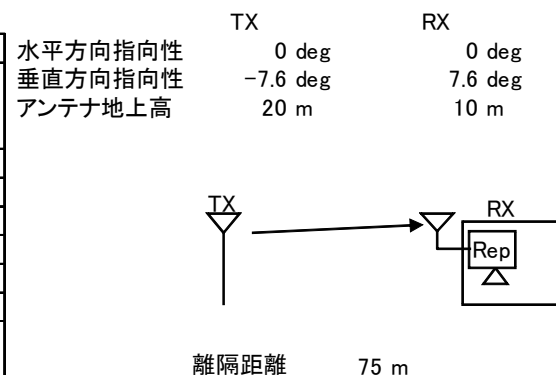 TX RX
水平方向指向性 0 deg 0 deg
垂直方向指向性 -7.6 deg 7.6 deg
アンテナ地上高 20 m 10 m
TX RX
Rep
離隔距離 75 m